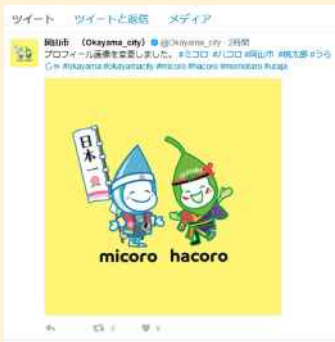 ツイート ツイートと返信 メディア
岡山市 (Okayama_city) @Okayama_city · 2時間
プロフィール画像を変更しました。 #ミコロ #ハコロ #岡山市 #桃太郎 #うら
じゃ #okayama #okayamacity #micoro #hacoro #momotaro #uraja
日本一
micoro hacoro